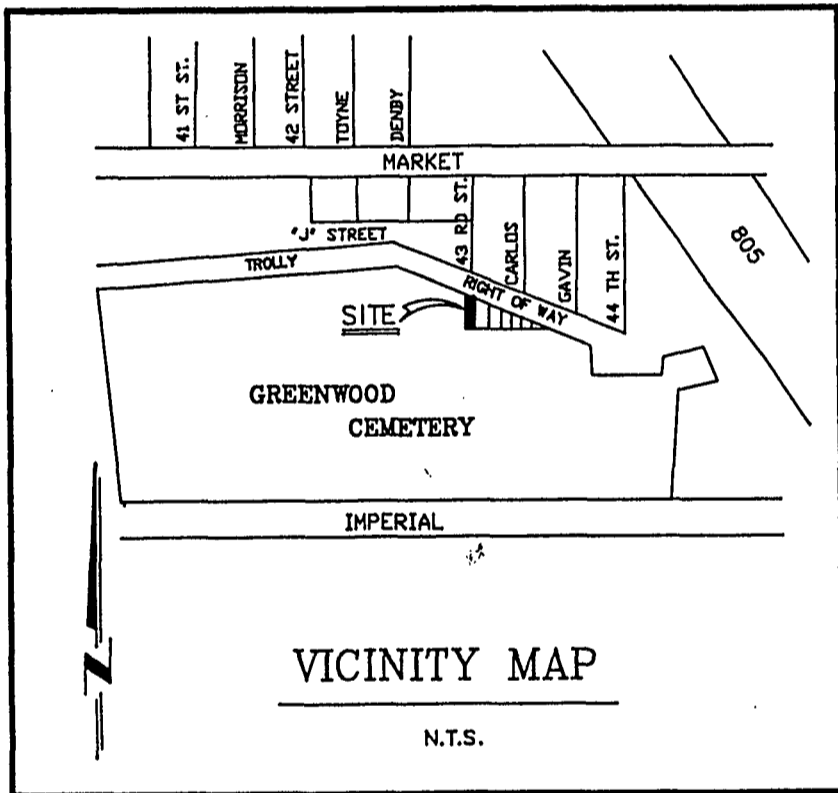 41 ST ST.
MORRISON
42 STREET
TOYNE
DENBY
MARKET
43 RD ST.
CARLOS
GAVIN
44 TH ST.
805
"J" STREET
TROLLY
RIGHT OF WAY
SITE
GREENWOOD
CEMETERY
IMPERIAL
N
VICINITY MAP
N.T.S.